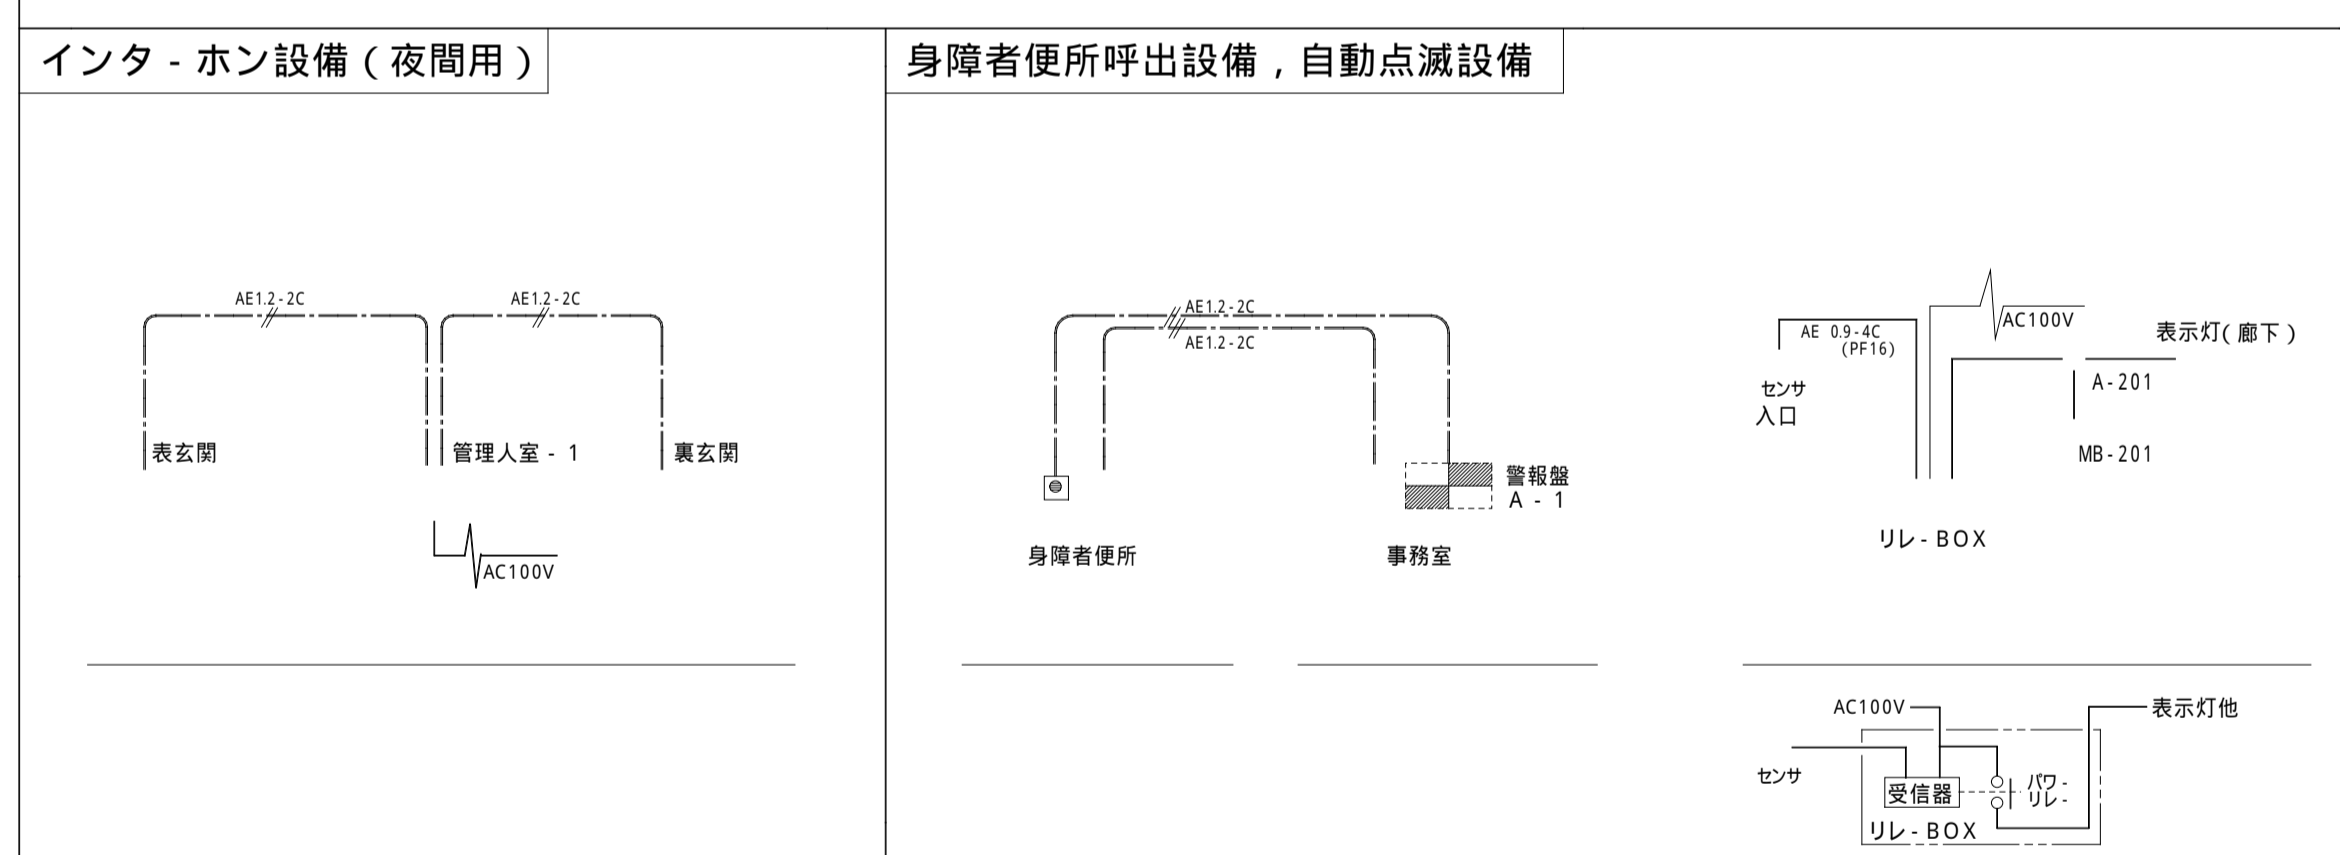 インタ-ホン設備(夜間用)
AE1.2-2C
AE1.2-2C
表玄関
管理人室-1
裏玄関
AC100V
身障者便所呼出設備,自動点滅設備
AE1.2-2C
AE1.2-2C
警報盤
A-1
身障者便所
事務室
AE 0.9-4C
(PF16)
AC100V
表示灯(廊下)
センサ
入口
A-201
MB-201
リレ-BOX
AC100V
表示灯他
センサ
受信器
パワ-
リレ-
リレ-BOX